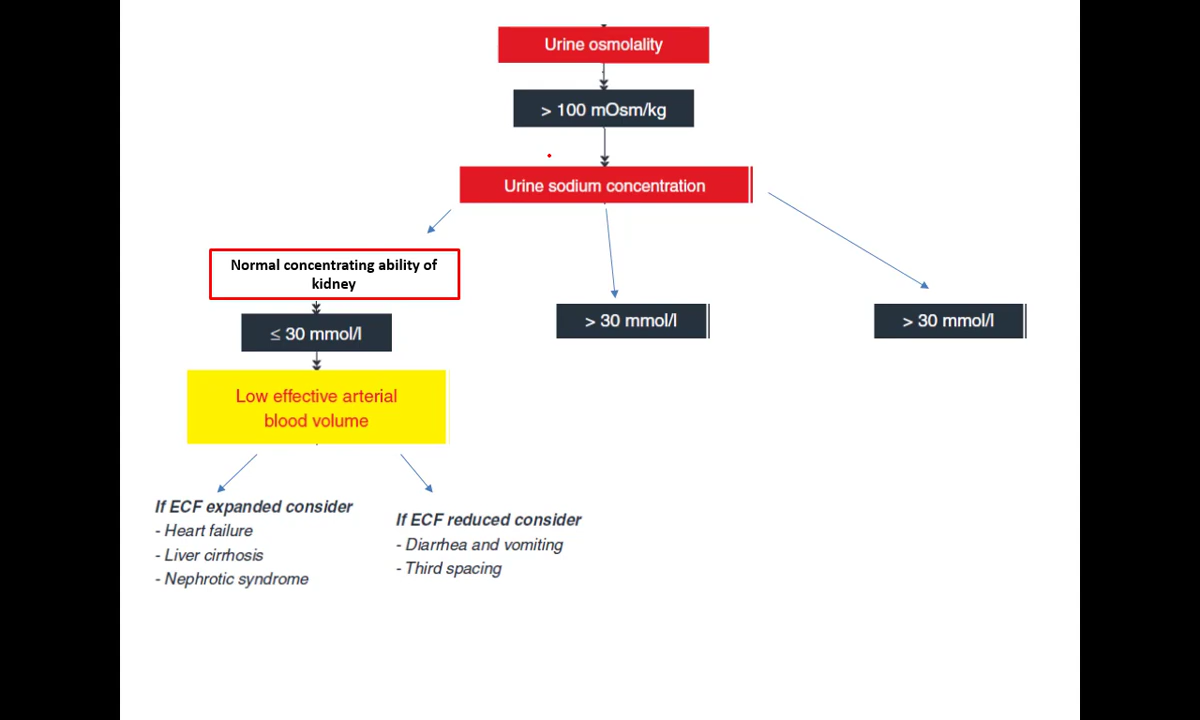 Urine osmolality
> 100 mOsm/kg
Urine sodium concentration
Normal concentrating ability of
kidney
≤ 30 mmol/l
> 30 mmol/l
> 30 mmol/l
Low effective arterial
blood volume
If ECF expanded consider
- Heart failure
- Liver cirrhosis
- Nephrotic syndrome
If ECF reduced consider
- Diarrhea and vomiting
- Third spacing